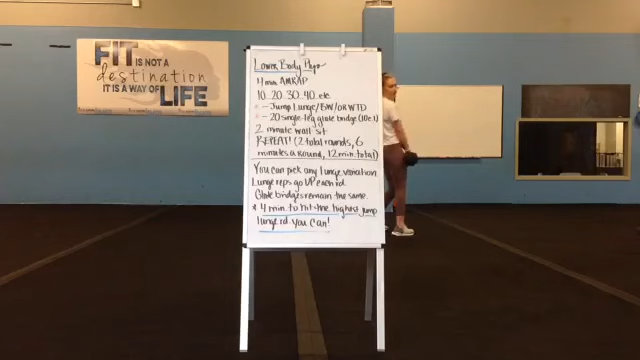 FIT IS NOT A
destination
IT IS A WAY OF LIFE
Lower Body Pyr
4 min AMRAP
10, 20, 30, 40, etc
- Jump Lunge/BW/OR WTD
- 20 single-leg glute bridge (10 e.)
2 minute wall sit
REPEAT! (2 total rounds, 6
minutes a round, 12 min. total)
You can pick any lunge variation
Lunge reps go UP each rd.
Glute bridges remain the same.
* 4 min. to hit the highest jump
lunge rd you can!